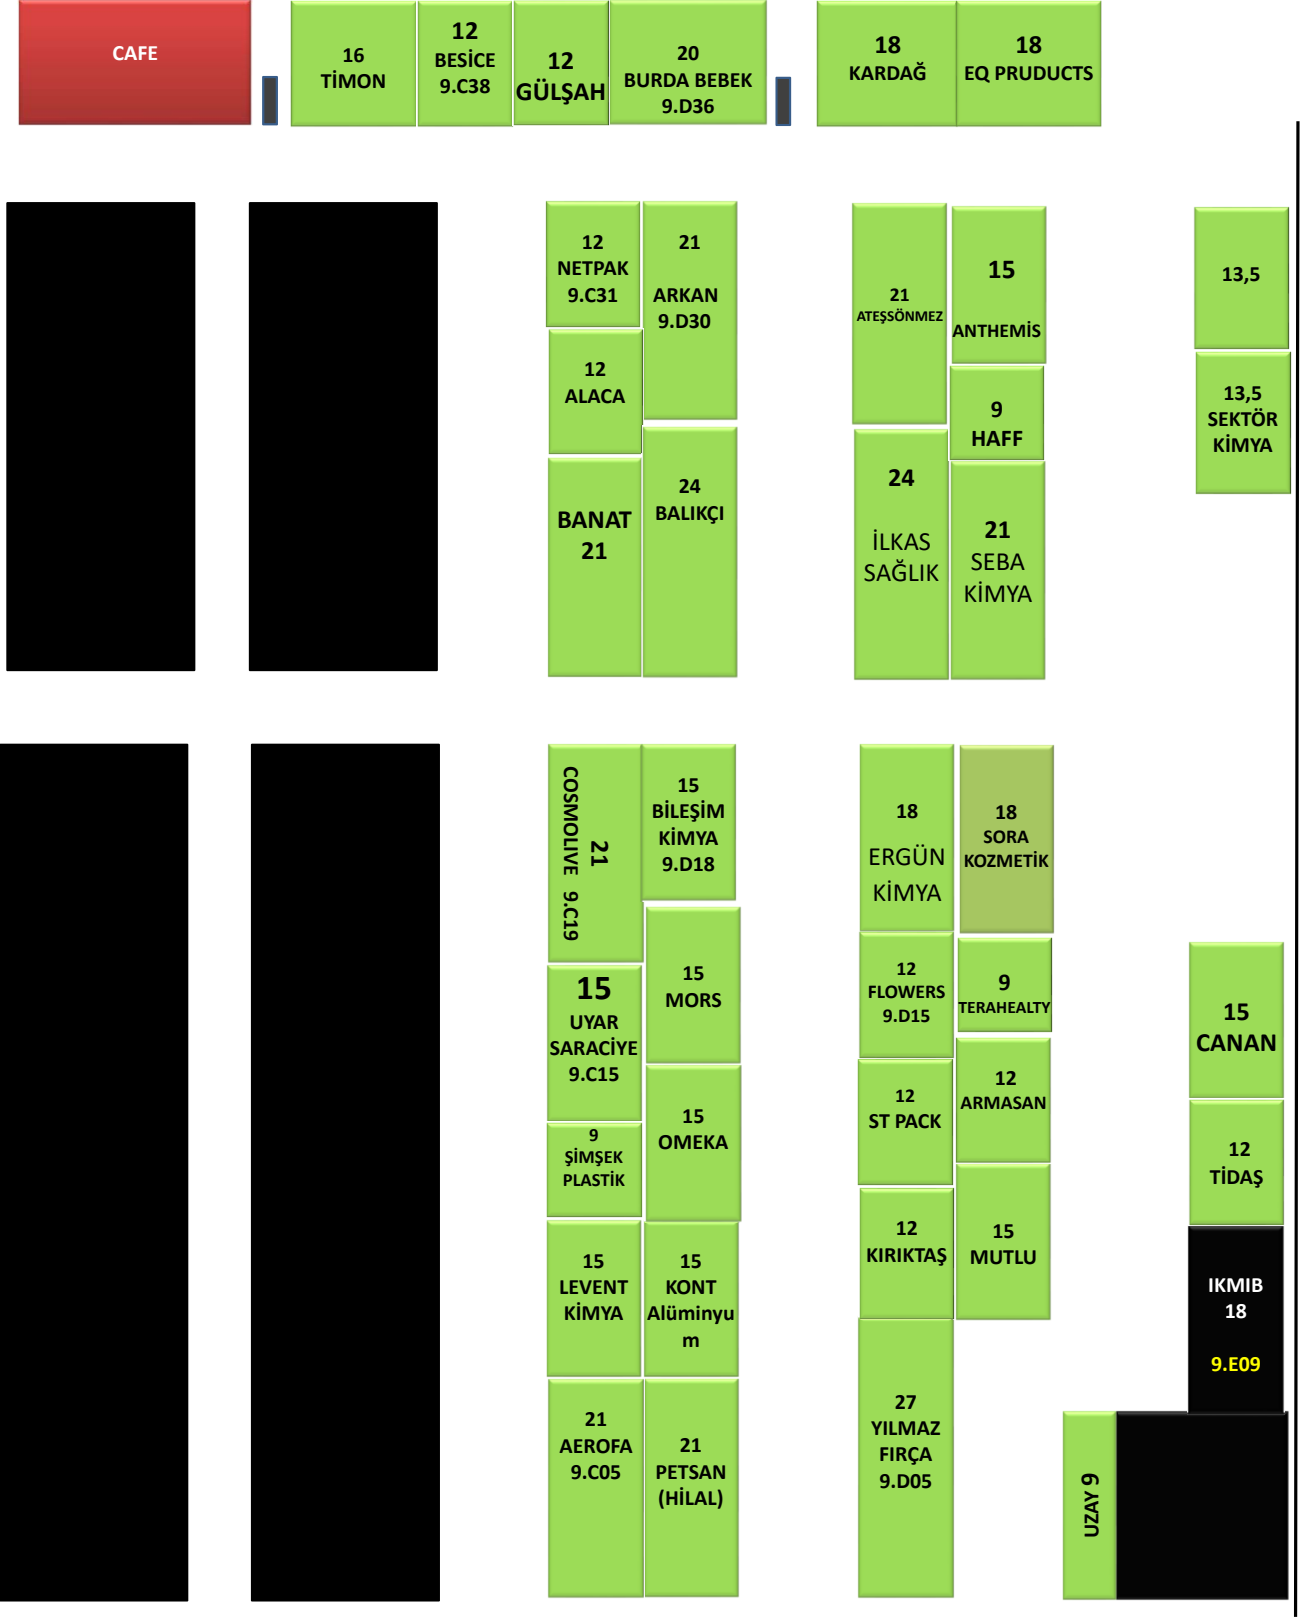 CAFE
16
TİMON
12
BESİCE
9.C38
12
GÜLŞAH
20
BURDA BEBEK
9.D36
18
KARDAĞ
18
EQ PRUDUCTS
12
NETPAK
9.C31
21
ARKAN
9.D30
12
ALACA
BANAT
21
24
BALIKÇI
21
ATEŞSÖNMEZ
15
ANTHEMİS
9
HAFF
24
İLKAS
SAĞLIK
21
SEBA
KİMYA
13,5
13,5
SEKTÖR
KİMYA
21
COSMOLIVE 9.C19
15
BİLEŞİM
KİMYA
9.D18
15
UYAR
SARACİYE
9.C15
15
MORS
9
ŞİMŞEK
PLASTİK
15
OMEKA
15
LEVENT
KİMYA
15
KONT
Alüminyu
m
21
AEROFA
9.C05
21
PETSAN
(HİLAL)
18
ERGÜN
KİMYA
18
SORA
KOZMETİK
12
FLOWERS
9.D15
9
TERAHEALTY
12
ST PACK
12
ARMASAN
12
KIRIKTAŞ
15
MUTLU
27
YILMAZ
FIRÇA
9.D05
15
CANAN
12
TİDAŞ
IKMIB
18
9.E09
UZAY 9